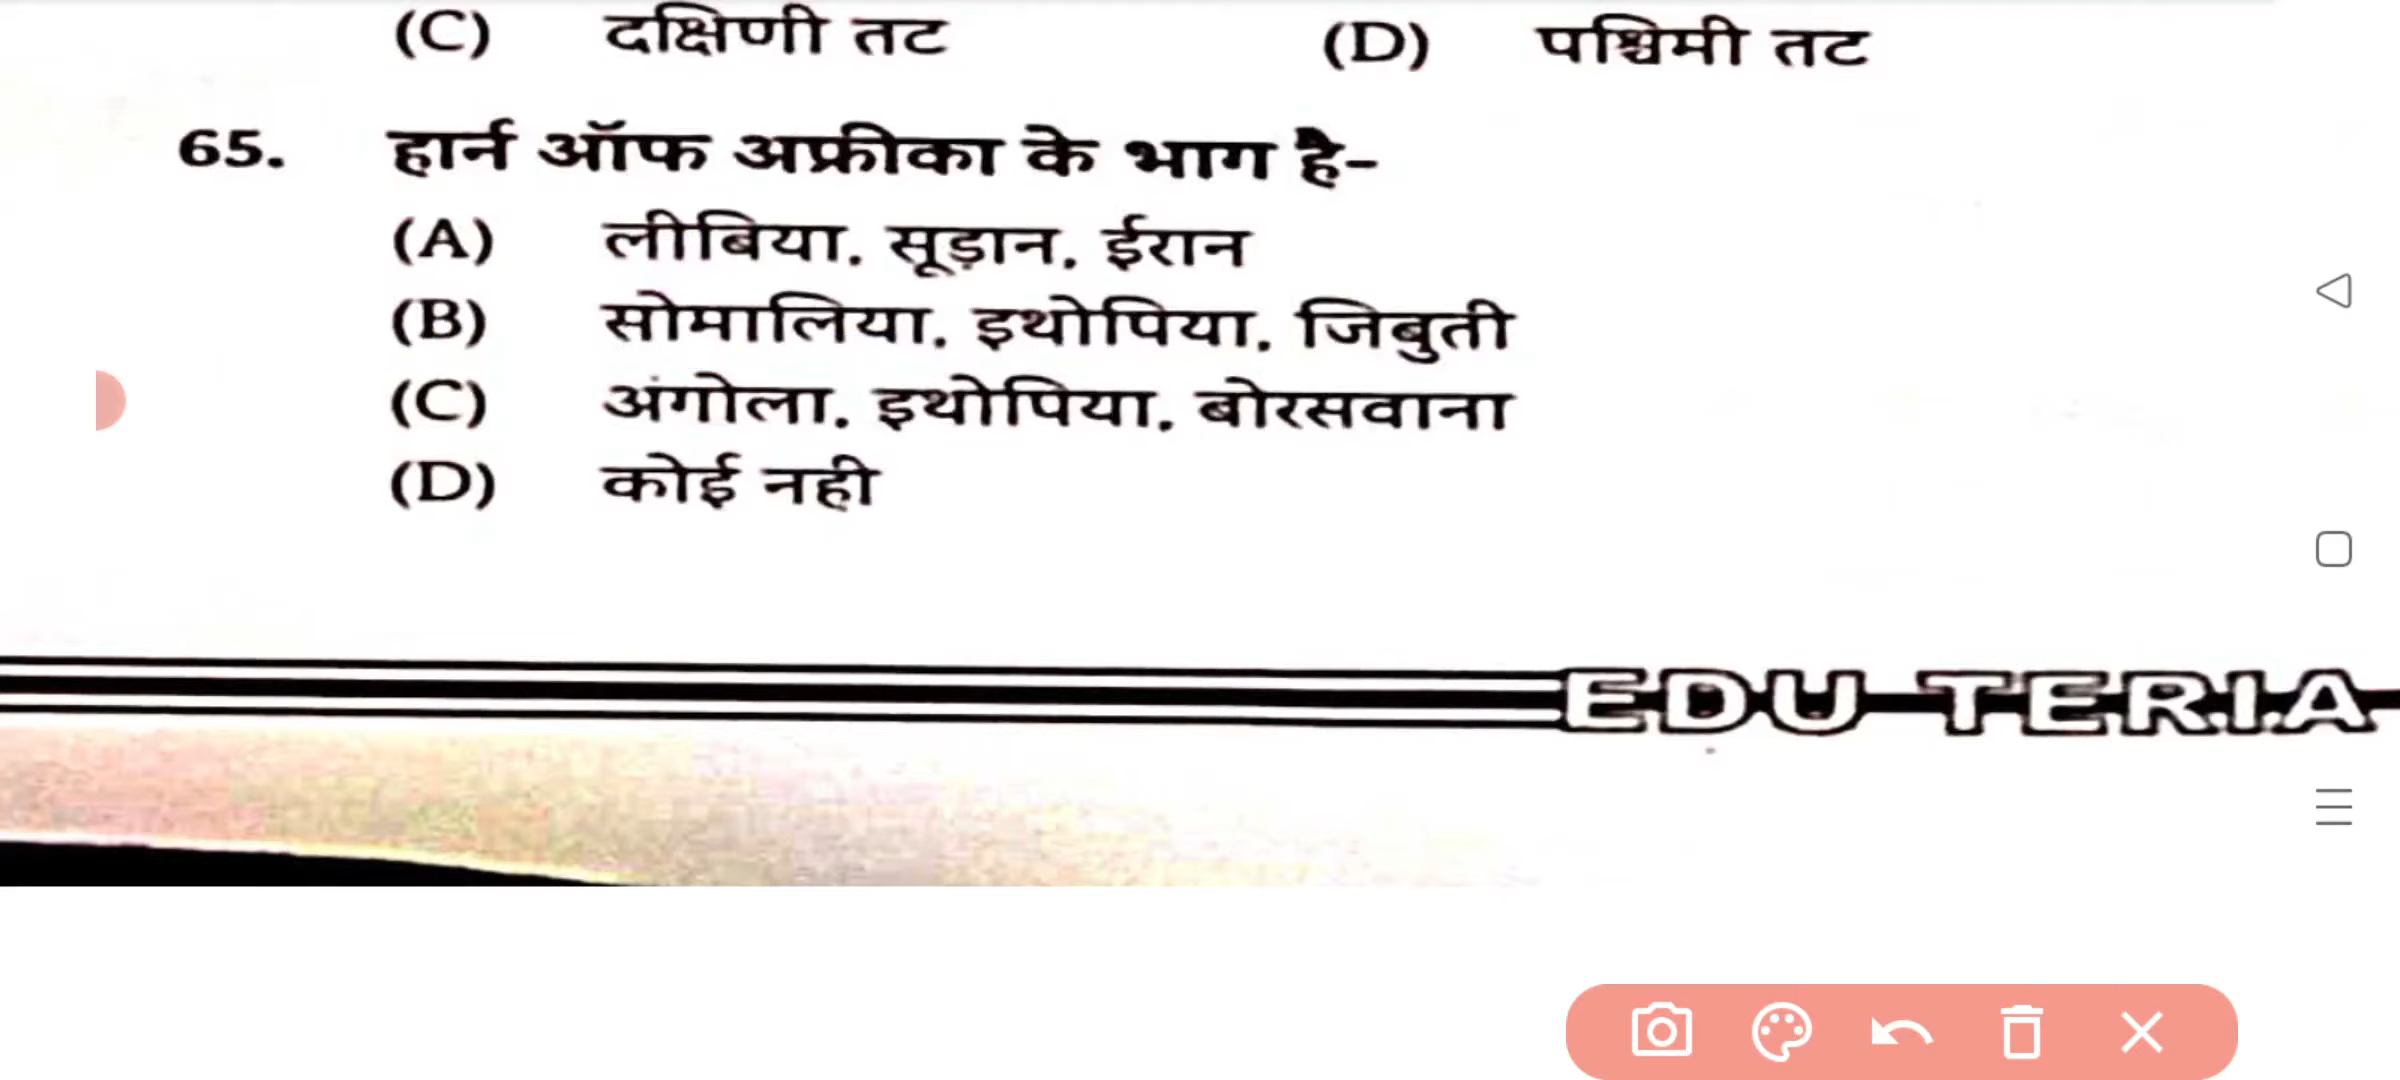 (C) दक्षिणी तट (D) पश्चिमी तट
65. हार्न ऑफ अफ्रीका के भाग है-
(A) लीबिया. सूड़ान. ईरान
(B) सोमालिया. इथोपिया. जिबुती
(C) अंगोला. इथोपिया. बोरसवाना
(D) कोई नही
EDU TERIA